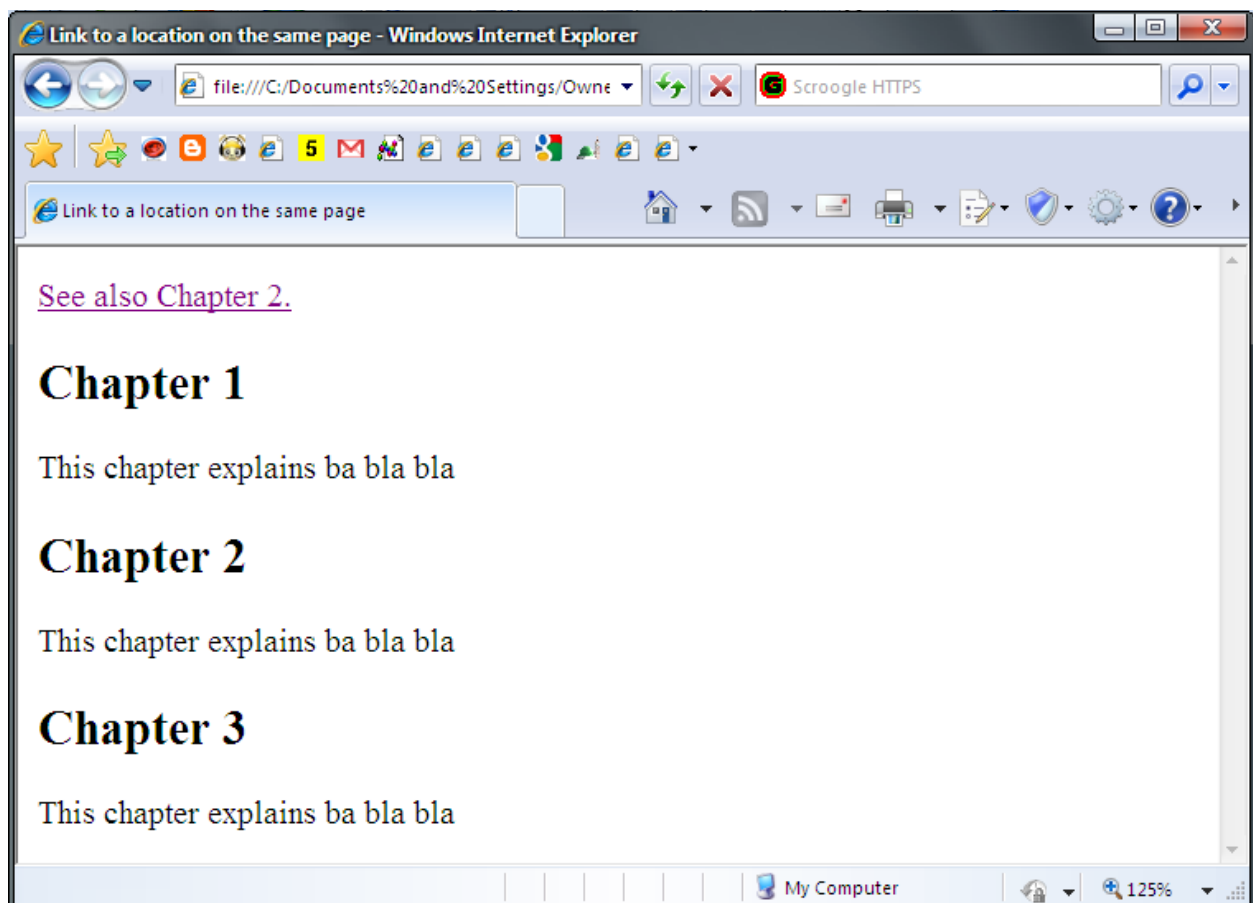 Link to a location on the same page - Windows Internet Explorer
file:///C:/Documents%20and%20Settings/Owne
Scroogle HTTPS
5
Link to a location on the same page
See also Chapter 2.
Chapter 1
This chapter explains ba bla bla
Chapter 2
This chapter explains ba bla bla
Chapter 3
This chapter explains ba bla bla
My Computer
125%